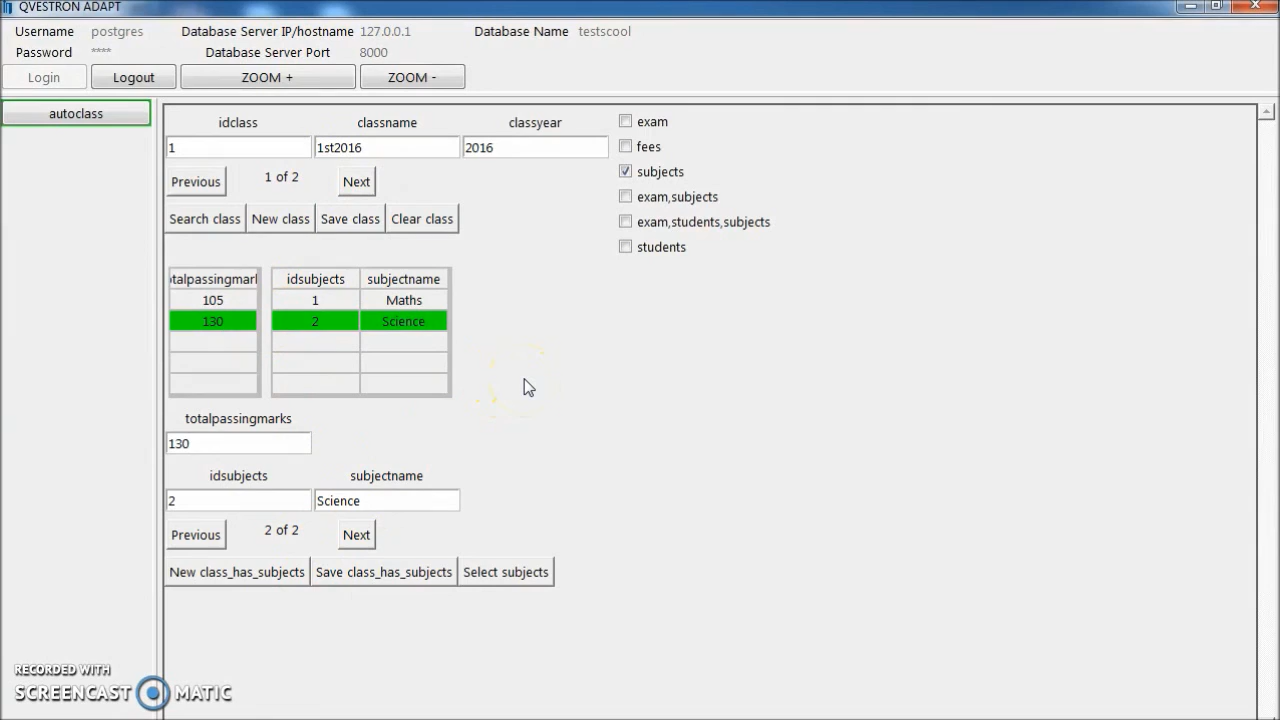 QVESTRON ADAPT
Username postgres Database Server IP/hostname 127.0.0.1 Database Name testscool
Password **** Database Server Port 8000
Login Logout ZOOM + ZOOM -
autoclass
idclass classname classyear
1 1st2016 2016
Previous 1 of 2 Next
Search class New class Save class Clear class
exam
fees
subjects
exam,subjects
exam,students,subjects
students
otalpassingmarl idsubjects subjectname
105 1 Maths
130 2 Science
totalpassingmarks
130
idsubjects subjectname
2 Science
Previous 2 of 2 Next
New class_has_subjects Save class_has_subjects Select subjects
RECORDED WITH
SCREENCAST MATIC